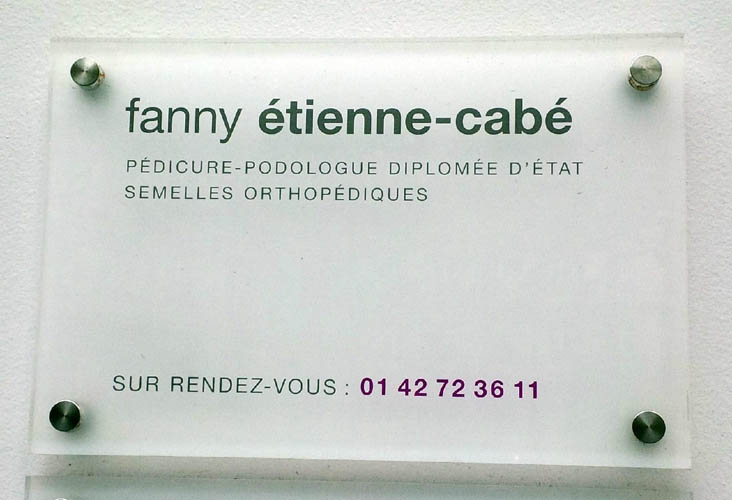 fanny étienne-cabé
PÉDICURE-PODOLOGUE DIPLOMÉE D'ÉTAT
SEMELLES ORTHOPÉDIQUES
SUR RENDEZ-VOUS : 01 42 72 36 11